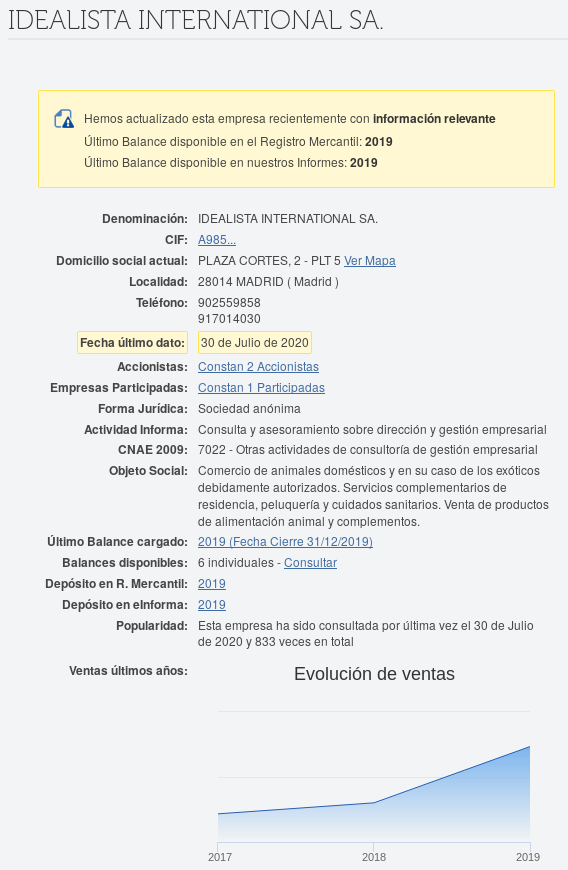 IDEALISTA INTERNATIONAL SA.
Hemos actualizado esta empresa recientemente con información relevante
Último Balance disponible en el Registro Mercantil: 2019
Último Balance disponible en nuestros Informes: 2019
Denominación: IDEALISTA INTERNATIONAL SA.
CIF: A985...
Domicilio social actual: PLAZA CORTES, 2 - PLT 5 Ver Mapa
Localidad: 28014 MADRID ( Madrid )
Teléfono: 902559858
917014030
Fecha último dato: 30 de Julio de 2020
Accionistas: Constan 2 Accionistas
Empresas Participadas: Constan 1 Participadas
Forma Jurídica: Sociedad anónima
Actividad Informa: Consulta y asesoramiento sobre dirección y gestión empresarial
CNAE 2009: 7022 - Otras actividades de consultoría de gestión empresarial
Objeto Social: Comercio de animales domésticos y en su caso de los exóticos
debidamente autorizados. Servicios complementarios de
residencia, peluquería y cuidados sanitarios. Venta de productos
de alimentación animal y complementos.
Último Balance cargado: 2019 (Fecha Cierre 31/12/2019)
Balances disponibles: 6 individuales - Consultar
Depósito en R. Mercantil: 2019
Depósito en eInforma: 2019
Popularidad: Esta empresa ha sido consultada por última vez el 30 de Julio
de 2020 y 833 veces en total
Ventas últimos años: Evolución de ventas
2017 2018 2019